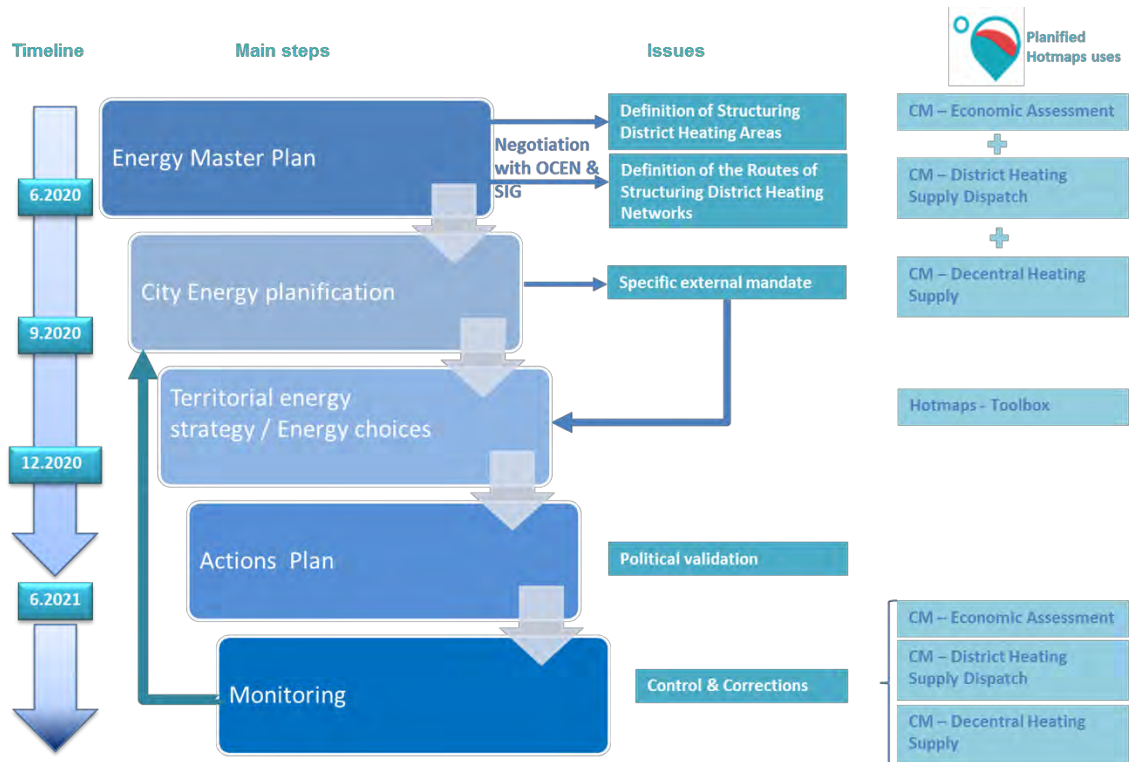 Timeline
Main steps
Issues
Planified
Hotmaps uses
6.2020
9.2020
12.2020
6.2021
Energy Master Plan
Negotiation
with OCEN &
SIG
Definition of Structuring
District Heating Areas
Definition of the Routes of
Structuring District Heating
Networks
CM – Economic Assessment
CM – District Heating
Supply Dispatch
CM – Decentral Heating
Supply
City Energy planification
Specific external mandate
Territorial energy
strategy / Energy choices
Hotmaps - Toolbox
Actions Plan
Political validation
Monitoring
Control & Corrections
CM – Economic Assessment
CM – District Heating
Supply Dispatch
CM – Decentral Heating
Supply